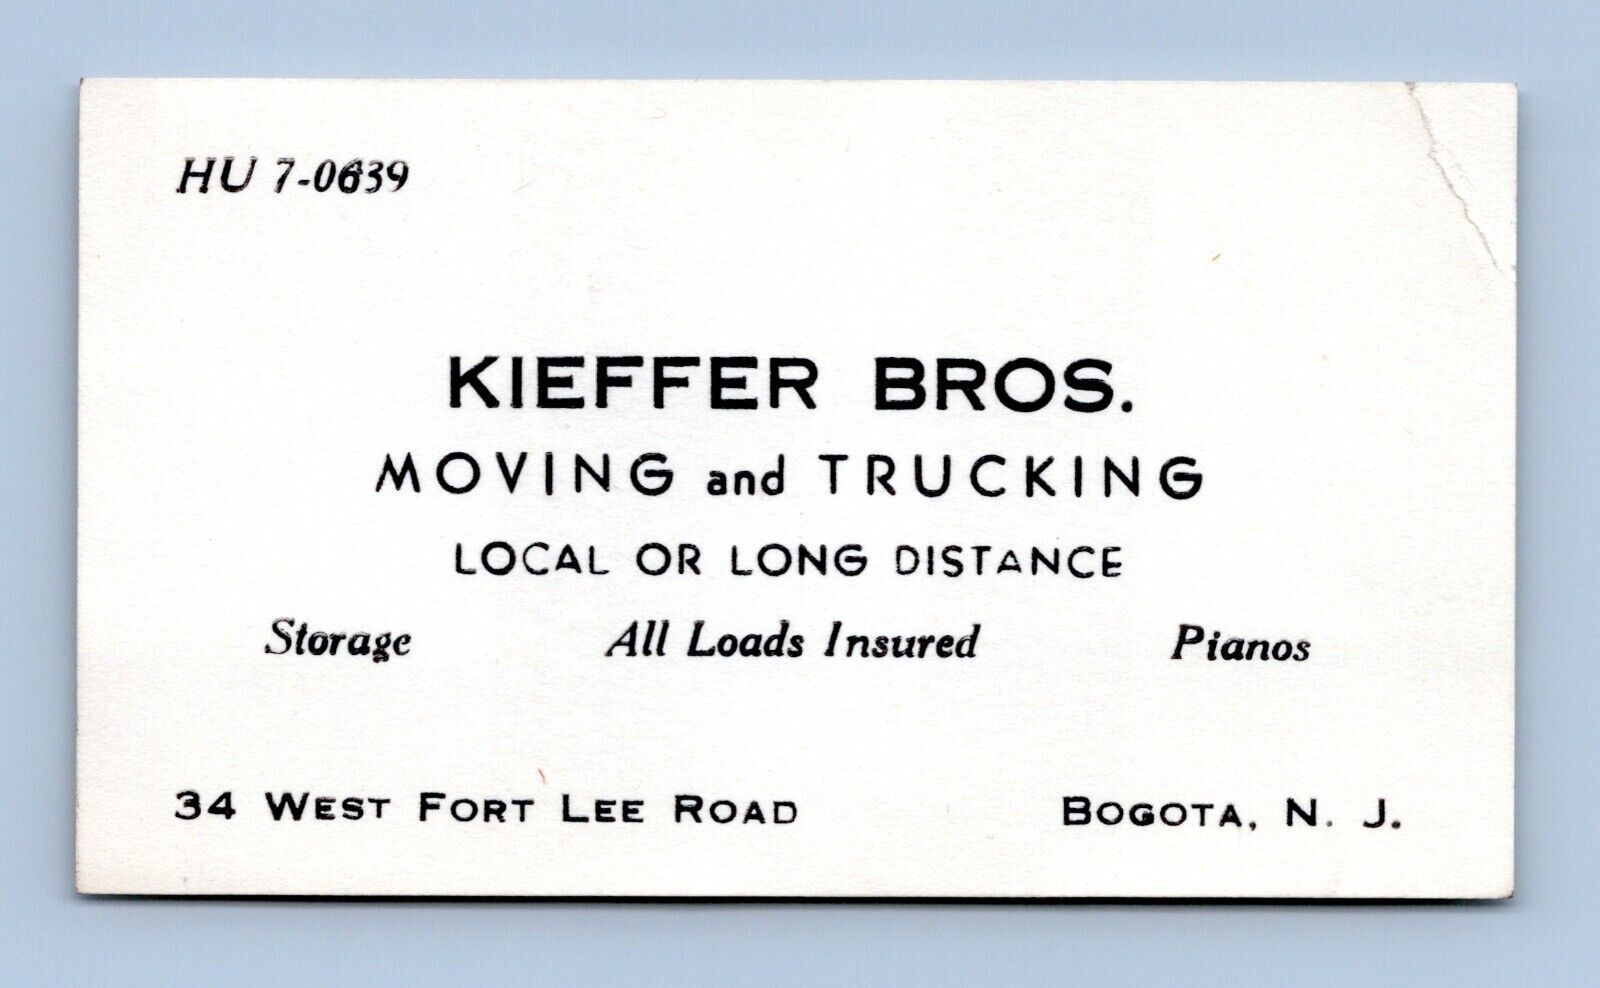 HU 7-0639
KIEFFER BROS.
MOVING and TRUCKING
LOCAL OR LONG DISTANCE
Storage All Loads Insured Pianos
34 WEST FORT LEE ROAD BOGOTA, N. J.